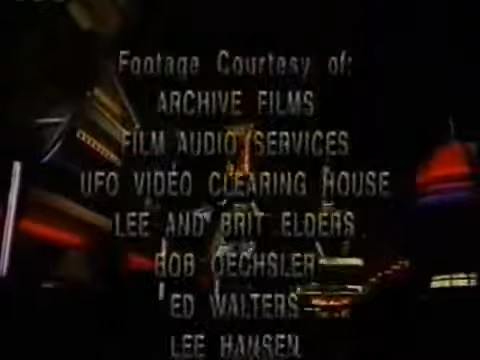 Footage Courtesy of:
ARCHIVE FILMS
FILM AUDIO SERVICES
UFO VIDEO CLEARING HOUSE
LEE AND BRIT ELDERS
BOB OECHSLER
ED WALTERS
LEE HANSEN